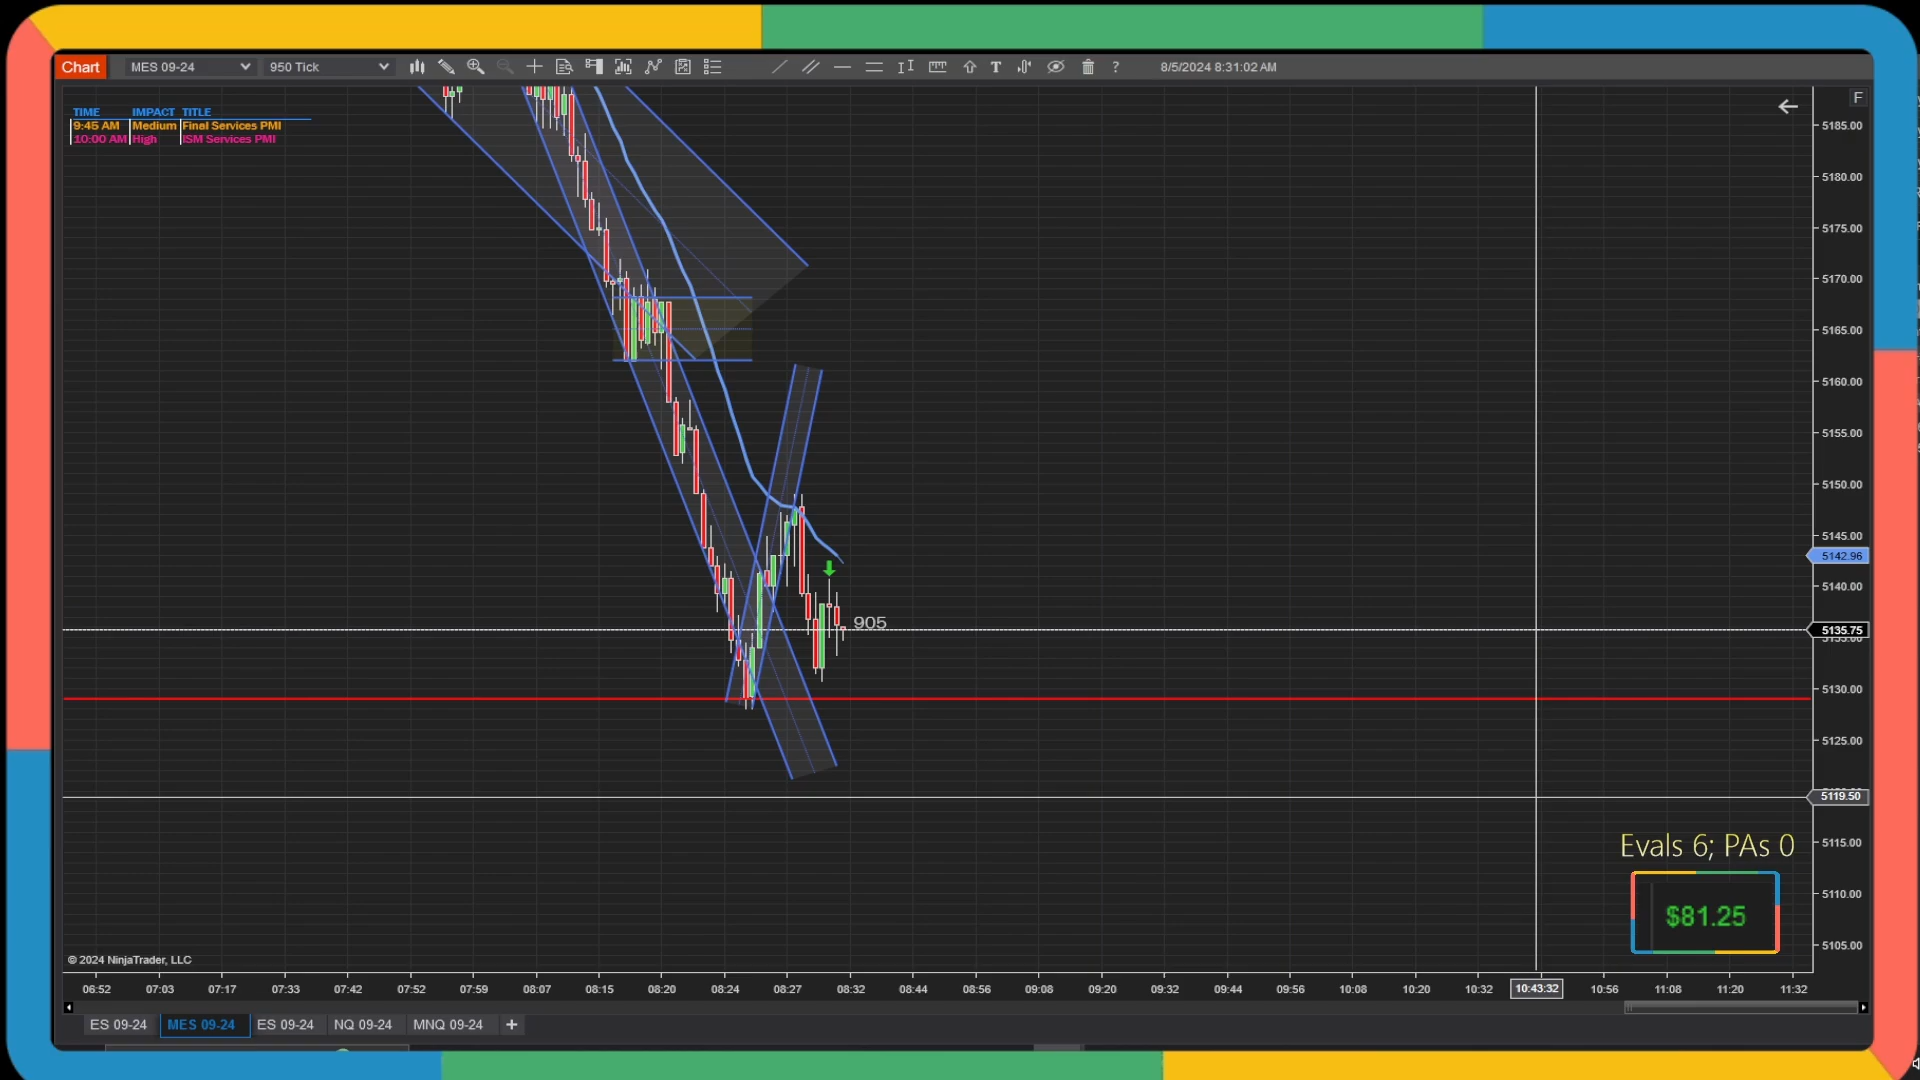 Chart MES 09-24 950 Tick T ? 8/5/2024 8:31:02 AM
F
TIME IMPACT TITLE
9:45 AM Medium Final Services PMI
10:00 AM High ISM Services PMI
5185.00
5180.00
5175.00
5170.00
5165.00
5160.00
5155.00
5150.00
5145.00
5142.96
5140.00
905
5135.75
5130.00
5125.00
5119.50
5115.00
5110.00
5105.00
Evals 6; PAs 0
$81.25
© 2024 NinjaTrader, LLC
06:52 07:03 07:17 07:33 07:42 07:52 07:59 08:07 08:15 08:20 08:24 08:27 08:32 08:44 08:56 09:08 09:20 09:32 09:44 09:56 10:08 10:20 10:32 10:43:32 10:56 11:08 11:20 11:32
ES 09-24 MES 09-24 ES 09-24 NQ 09-24 MNQ 09-24 +